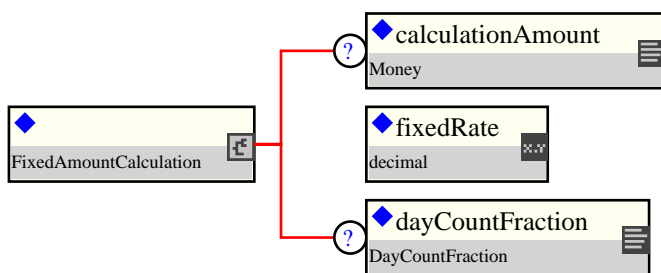 calculationAmount
?
Money
fixedRate
FixedAmountCalculation
decimal
x.Y
dayCountFraction
?
DayCountFraction